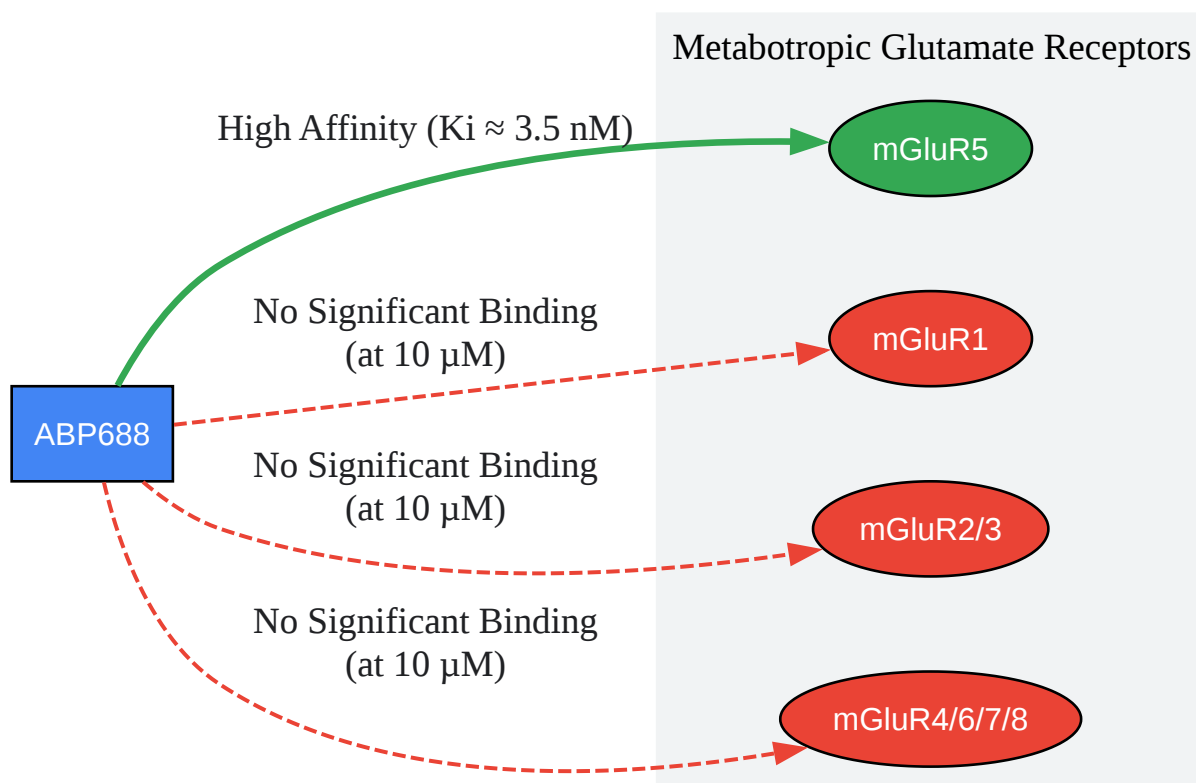 Metabotropic Glutamate Receptors
High Affinity (Ki ≈ 3.5 nM)
mGluR5
No Significant Binding
(at 10 µM)
mGluR1
ABP688
No Significant Binding
(at 10 µM)
mGluR2/3
No Significant Binding
(at 10 µM)
mGluR4/6/7/8